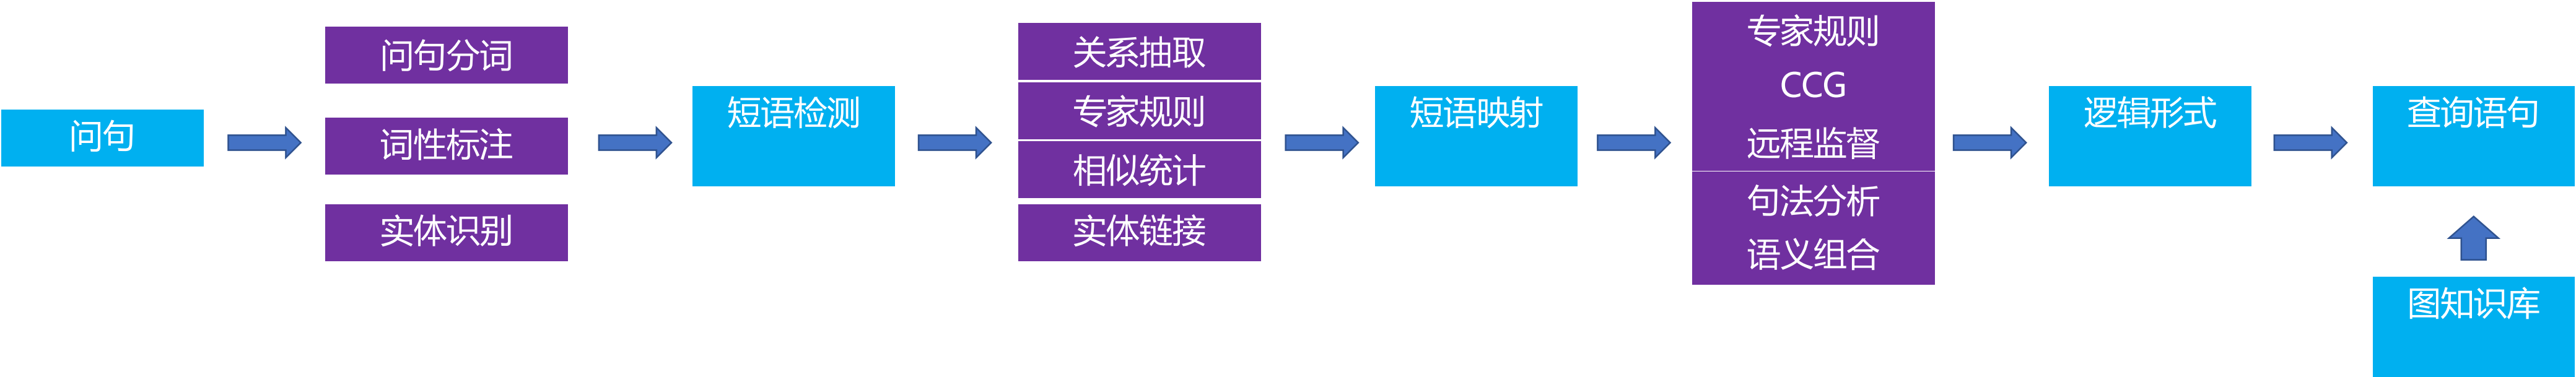 问句
问句分词
词性标注
实体识别
短语检测
关系抽取
专家规则
相似统计
实体链接
短语映射
专家规则
CCG
远程监督
句法分析
语义组合
逻辑形式
查询语句
图知识库